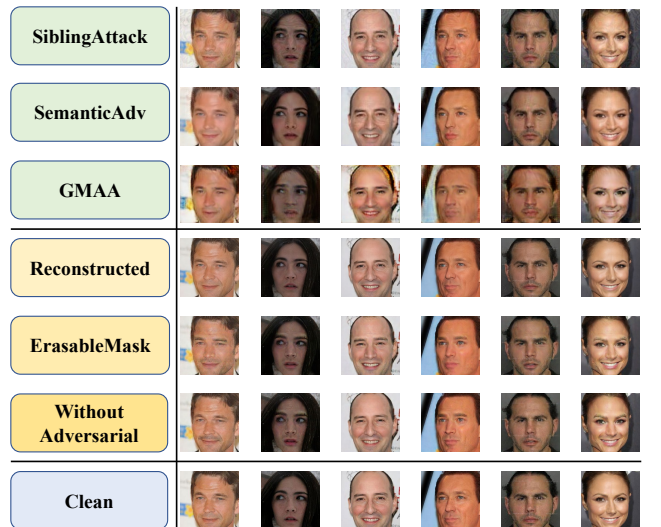 SiblingAttack
SemanticAdv
GMAA
Reconstructed
ErasableMask
Without
Adversarial
Clean